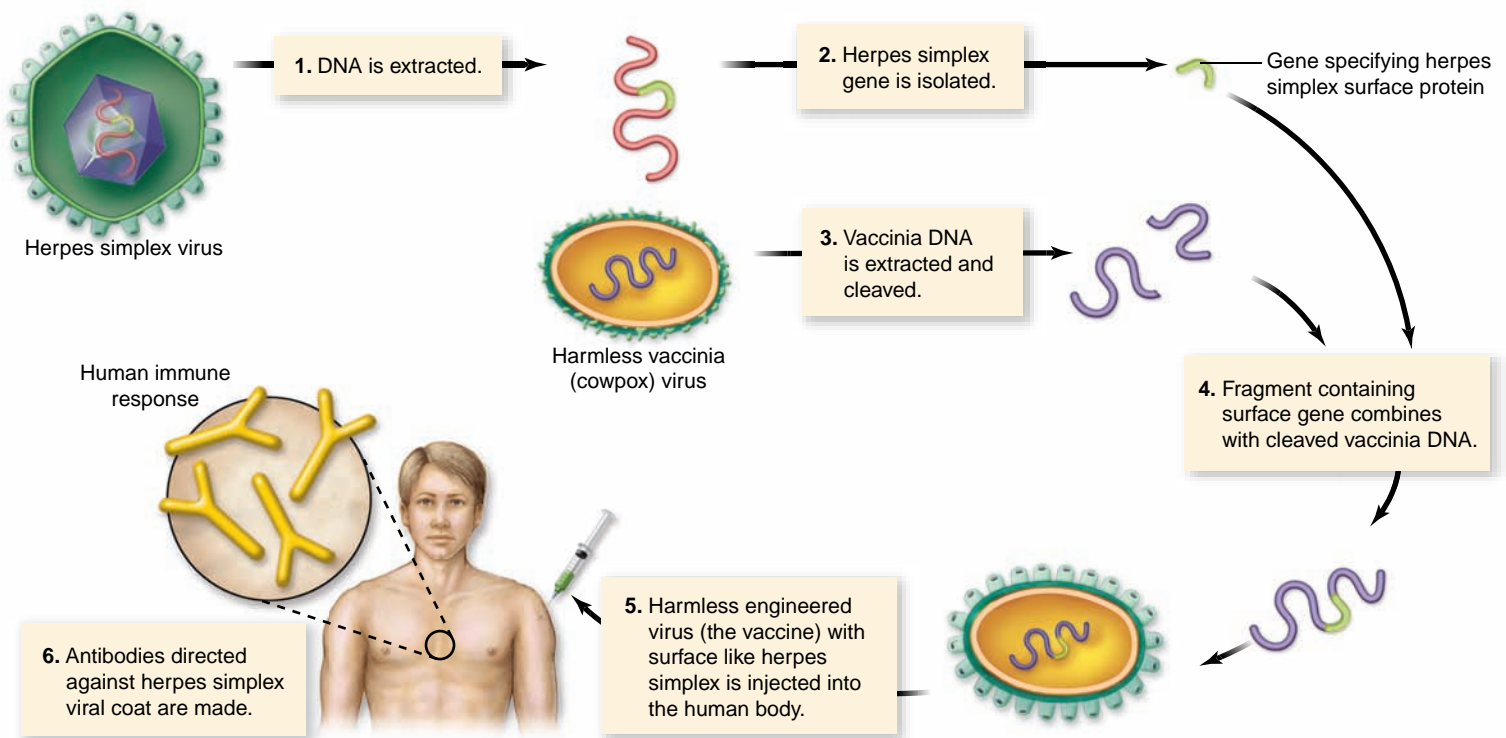 1. DNA is extracted.
2. Herpes simplex
gene is isolated.
Gene specifying herpes
simplex surface protein
Herpes simplex virus
3. Vaccinia DNA
is extracted and
cleaved.
Harmless vaccinia
(cowpox) virus
4. Fragment containing
surface gene combines
with cleaved vaccinia DNA.
5. Harmless engineered
virus (the vaccine) with
surface like herpes
simplex is injected into
the human body.
Human immune
response
6. Antibodies directed
against herpes simplex
viral coat are made.